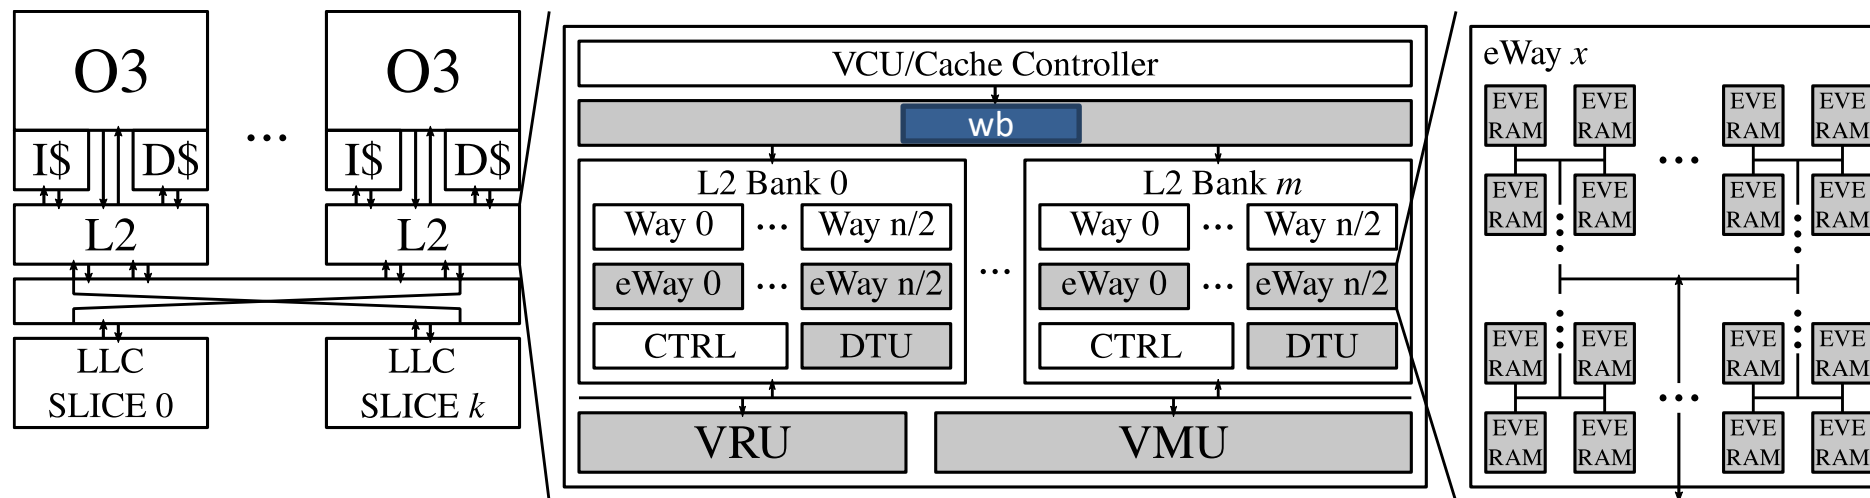 O3
...
O3
I$
D$
I$
D$
L2
L2
LLC
SLICE 0
LLC
SLICE k
VCU/Cache Controller
wb
L2 Bank 0
Way 0
...
Way n/2
eWay 0
...
eWay n/2
CTRL
DTU
...
L2 Bank m
Way 0
...
Way n/2
eWay 0
...
eWay n/2
CTRL
DTU
VRU
VMU
eWay x
EVE
RAM
EVE
RAM
EVE
RAM
EVE
RAM
...
EVE
RAM
EVE
RAM
EVE
RAM
EVE
RAM
EVE
RAM
EVE
RAM
EVE
RAM
EVE
RAM
...
EVE
RAM
EVE
RAM
EVE
RAM
EVE
RAM